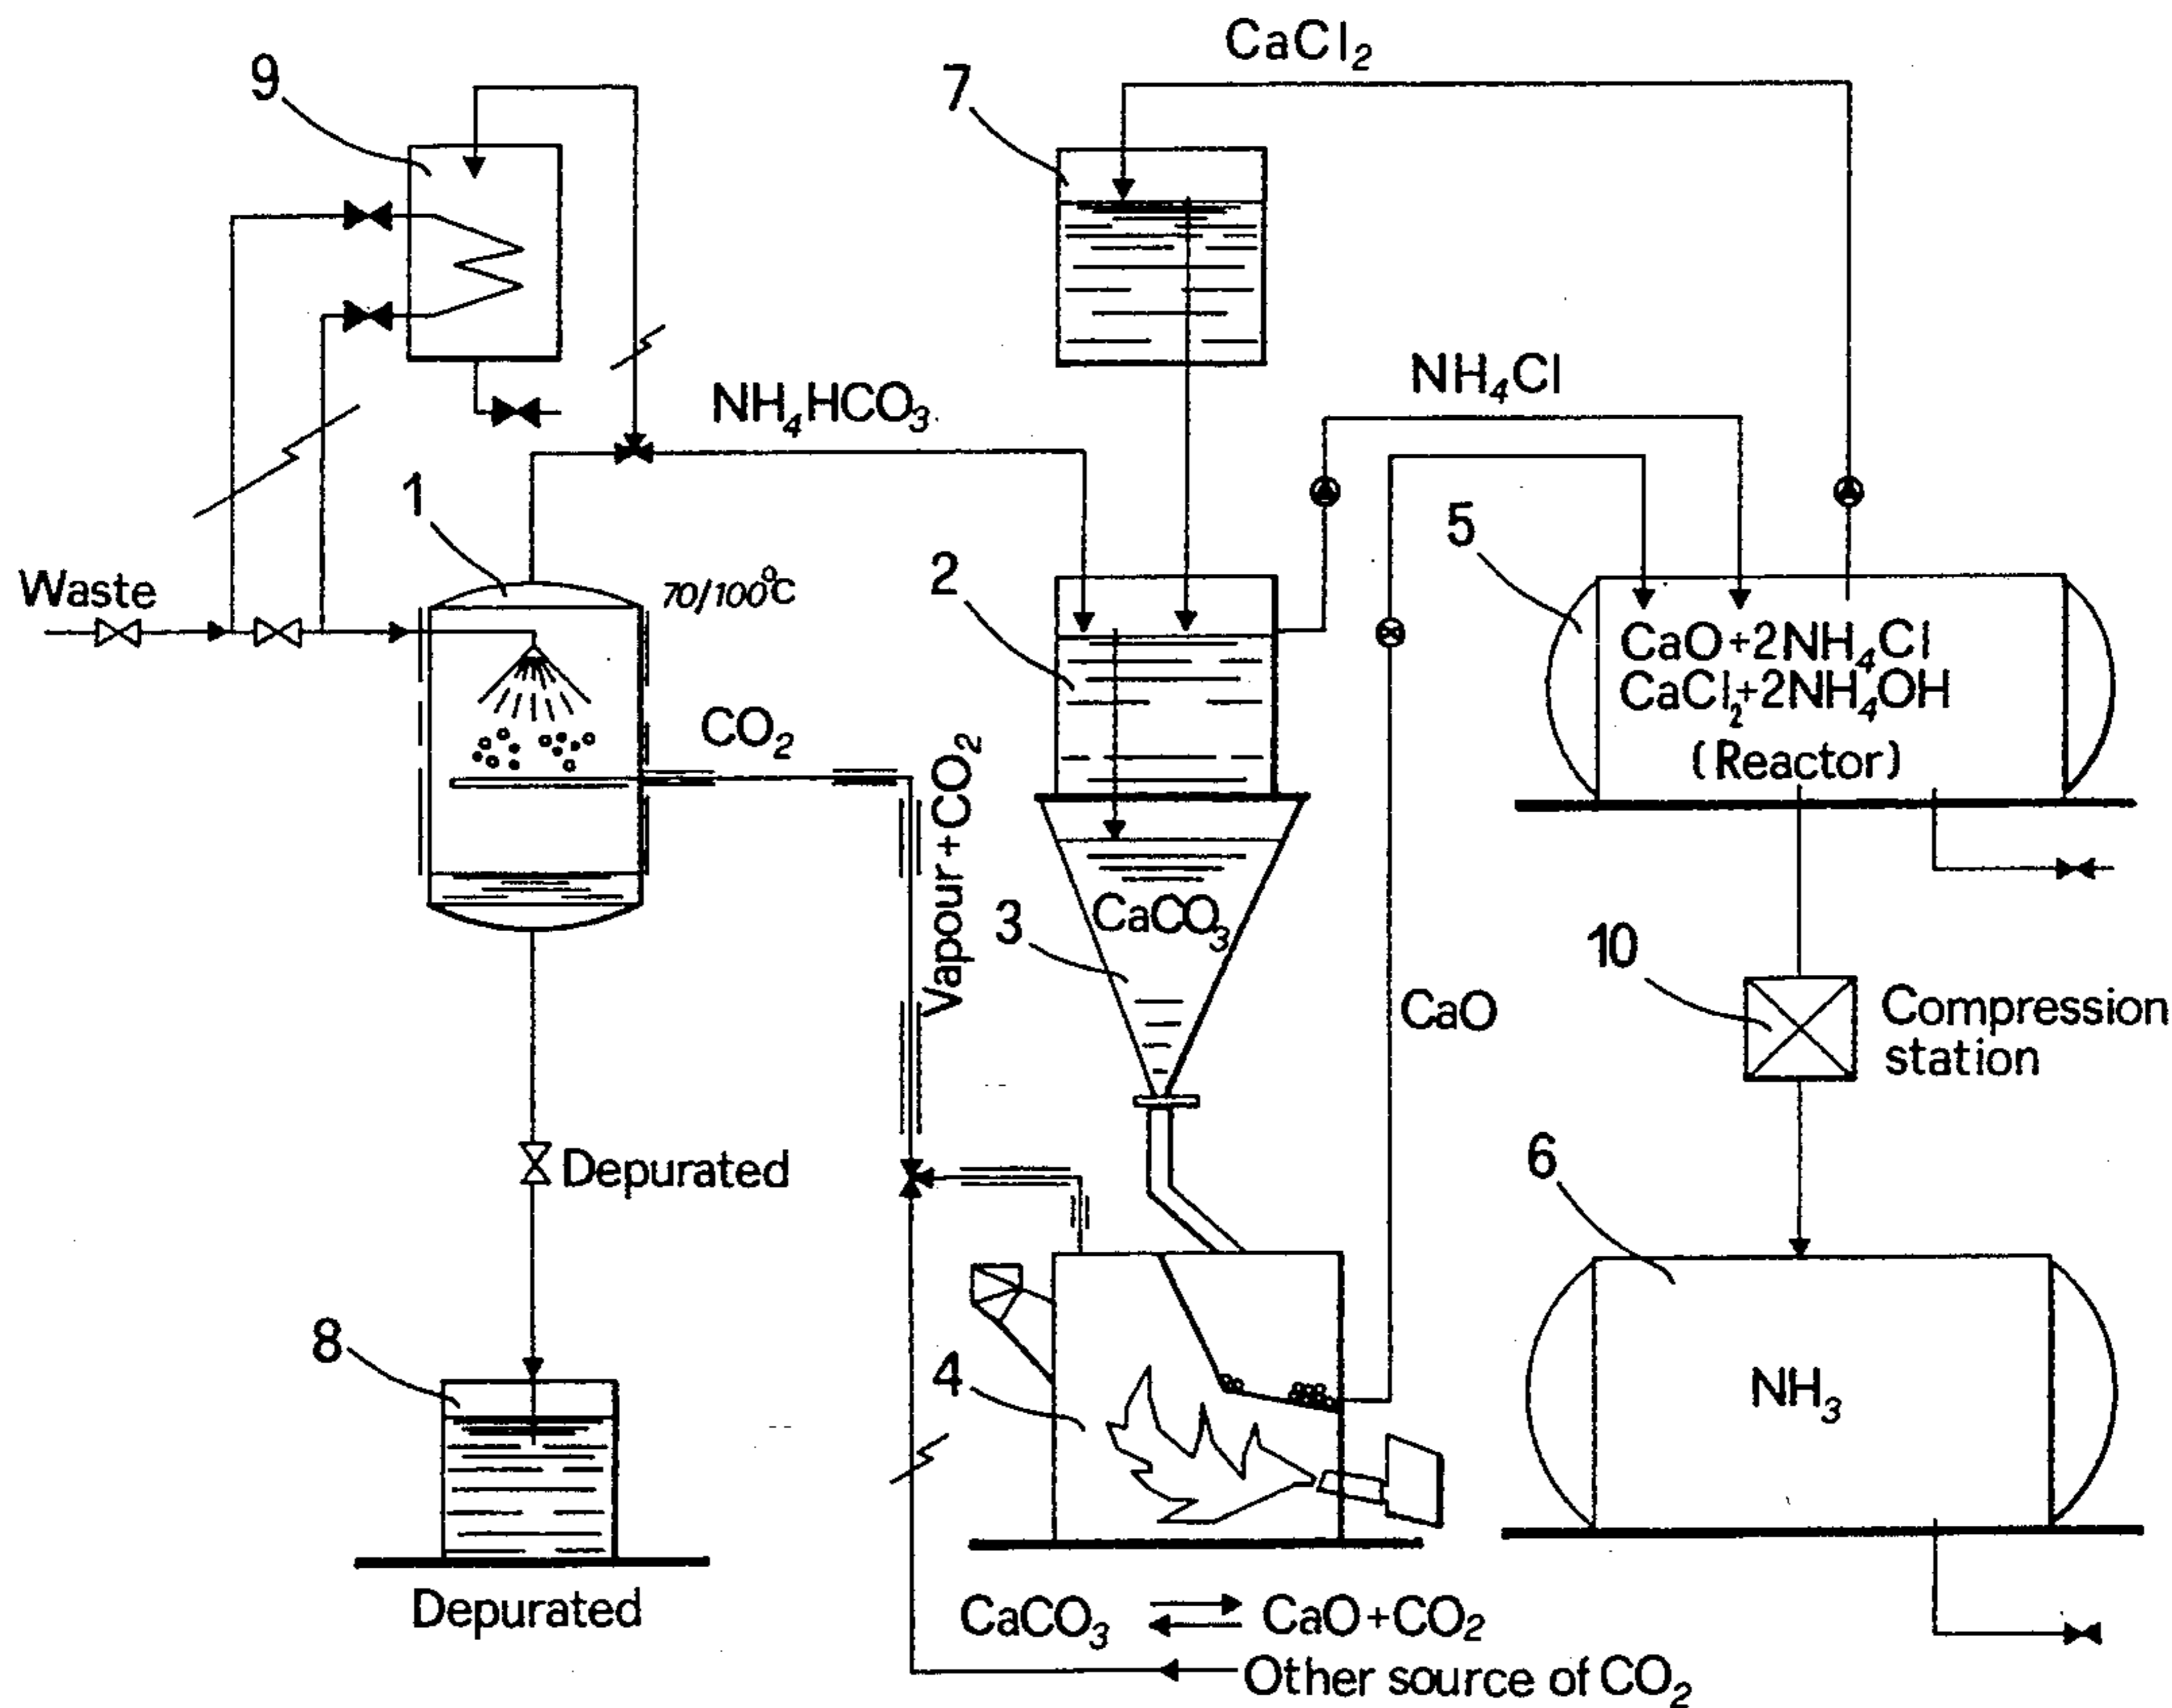 CaCl₂
9
7
NH₄Cl
NH₄HCO₃
1
5
2
Waste
70/100°C
CaO+2NH₄Cl
CaCl₂+2NH₄OH
(Reactor)
CO₂
Vapour+CO₂
CaCO₃
3
10
CaO
Compression
station
Depurated
6
8
4
NH₃
Depurated
CaCO₃ ⇄ CaO+CO₂
Other source of CO₂